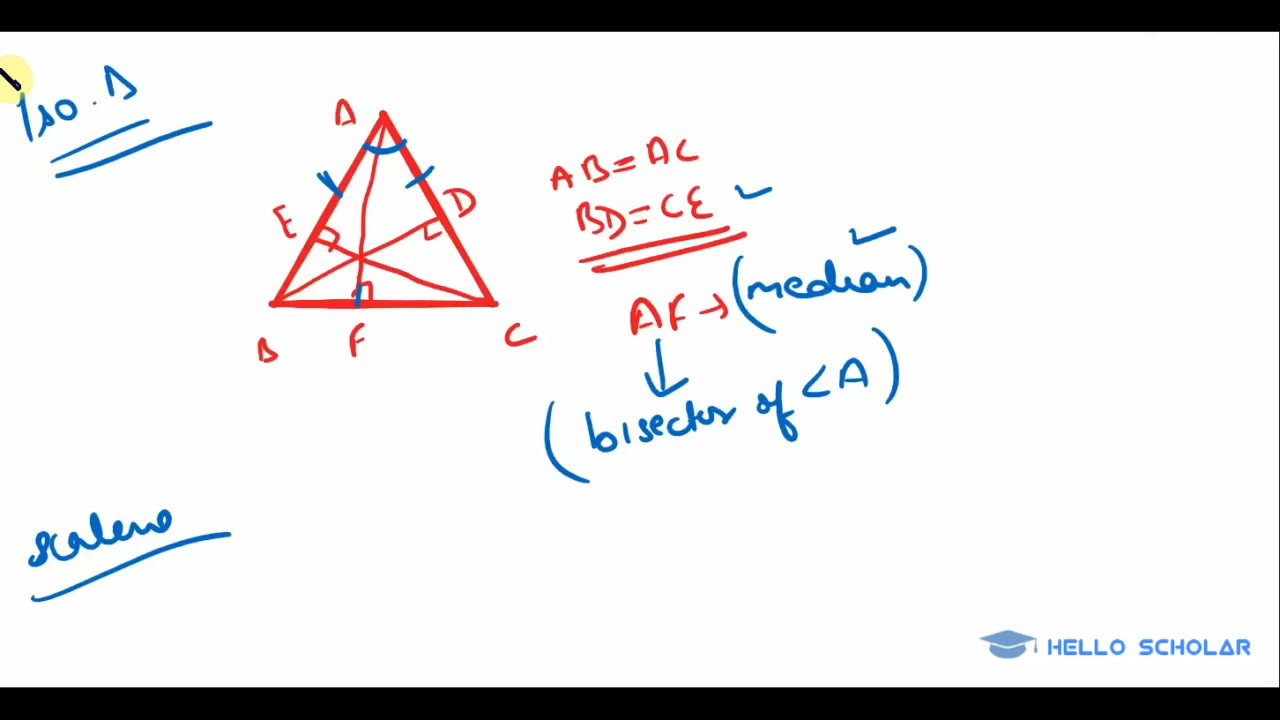 Iso. Δ
A
E
D
B
F
C
AB=AC
BD=CE
AF→(median)
(bisector of <A)
scalene
HELLO SCHOLAR